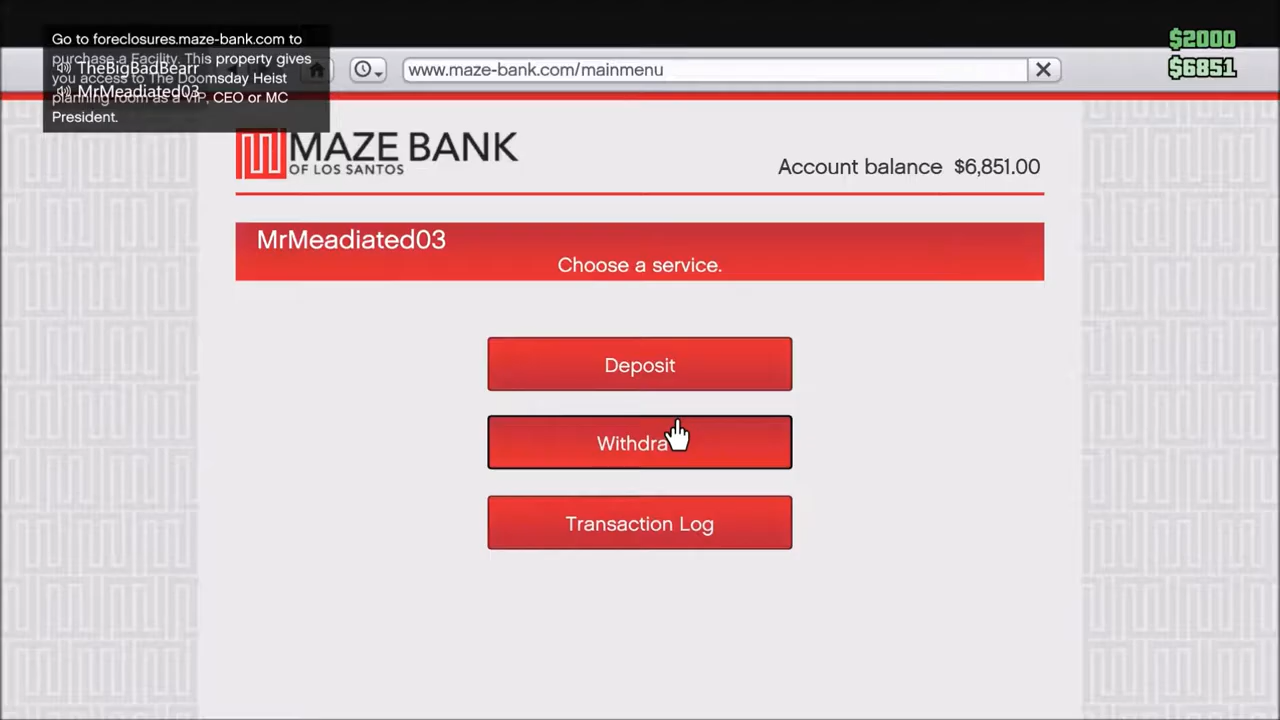 Go to foreclosures.maze-bank.com to
purchase a Facility. This property gives
TheBigBadBearr
you access to The Doomsday Heist
MrMeadiated03
planning room as a VIP, CEO or MC
President.
www.maze-bank.com/mainmenu
$2000
$6851
MAZE BANK
OF LOS SANTOS
Account balance $6,851.00
MrMeadiated03
Choose a service.
Deposit
Withdra
Transaction Log